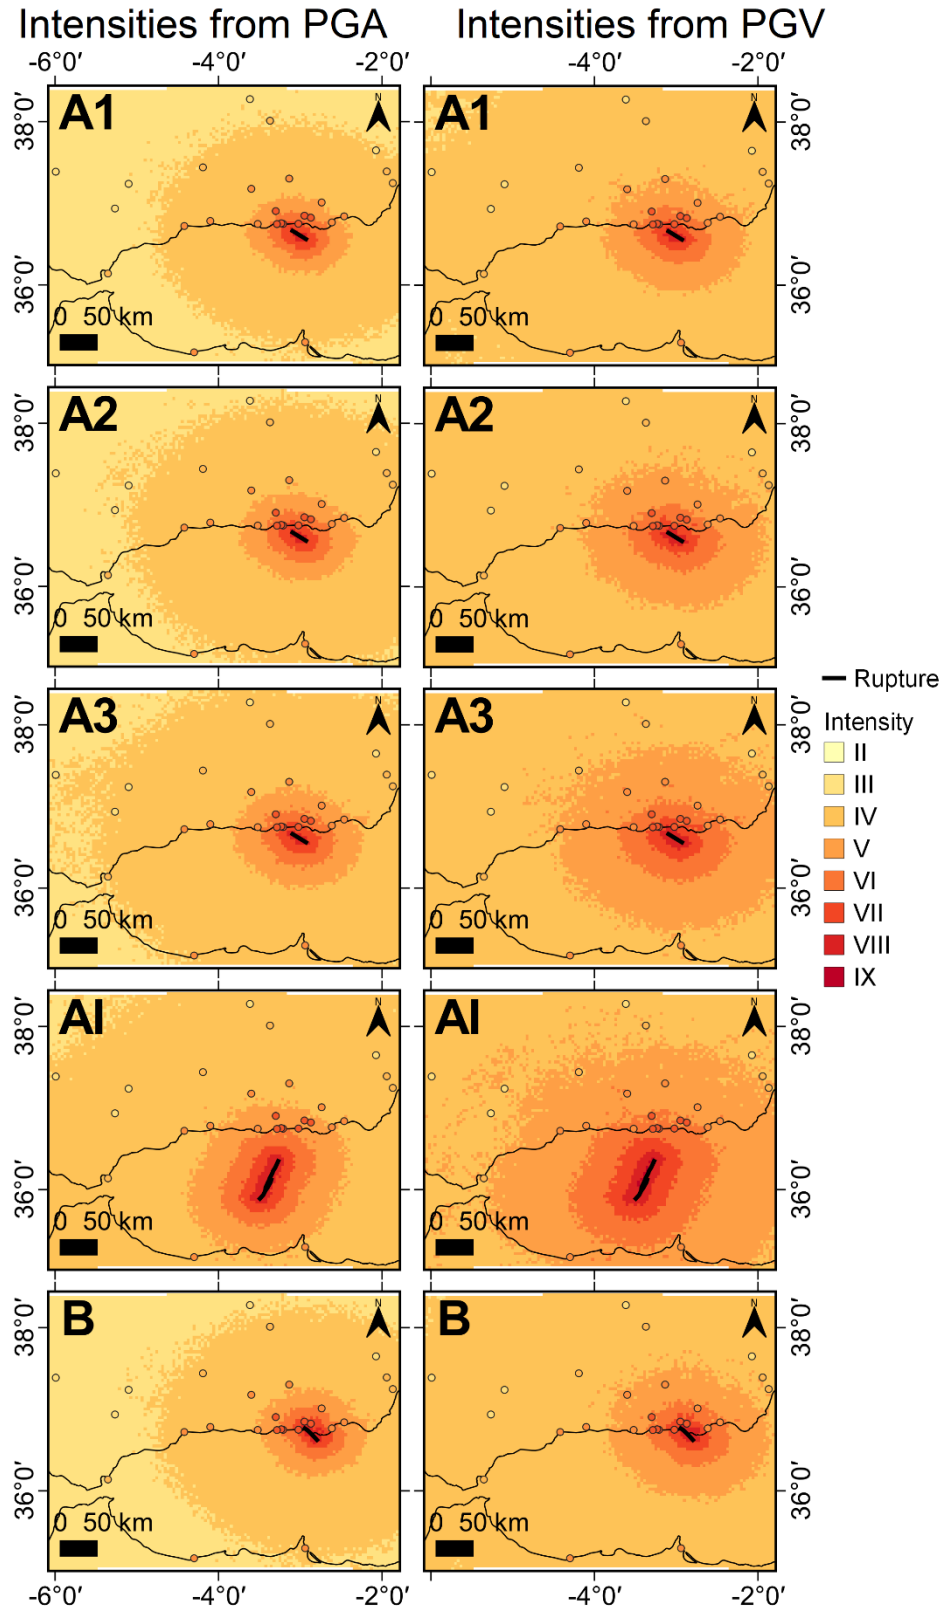 Intensities from PGA Intensities from PGV
-6°0′ -4°0′ -2°0′ -4°0′ -2°0′
A1 N A1 N
38°0′ 38°0′
36°0′ 36°0′
0 50 km 0 50 km
A2 N A2 N
38°0′ 38°0′
36°0′ 36°0′
0 50 km 0 50 km
Rupture
A3 N A3 N
38°0′ 38°0′
Intensity
II
III
IV
V
VI
VII
VIII
IX
36°0′ 36°0′
0 50 km 0 50 km
AI N AI N
38°0′ 38°0′
36°0′ 36°0′
0 50 km 0 50 km
B N B N
38°0′ 38°0′
36°0′ 36°0′
0 50 km 0 50 km
-6°0′ -4°0′ -2°0′ -4°0′ -2°0′